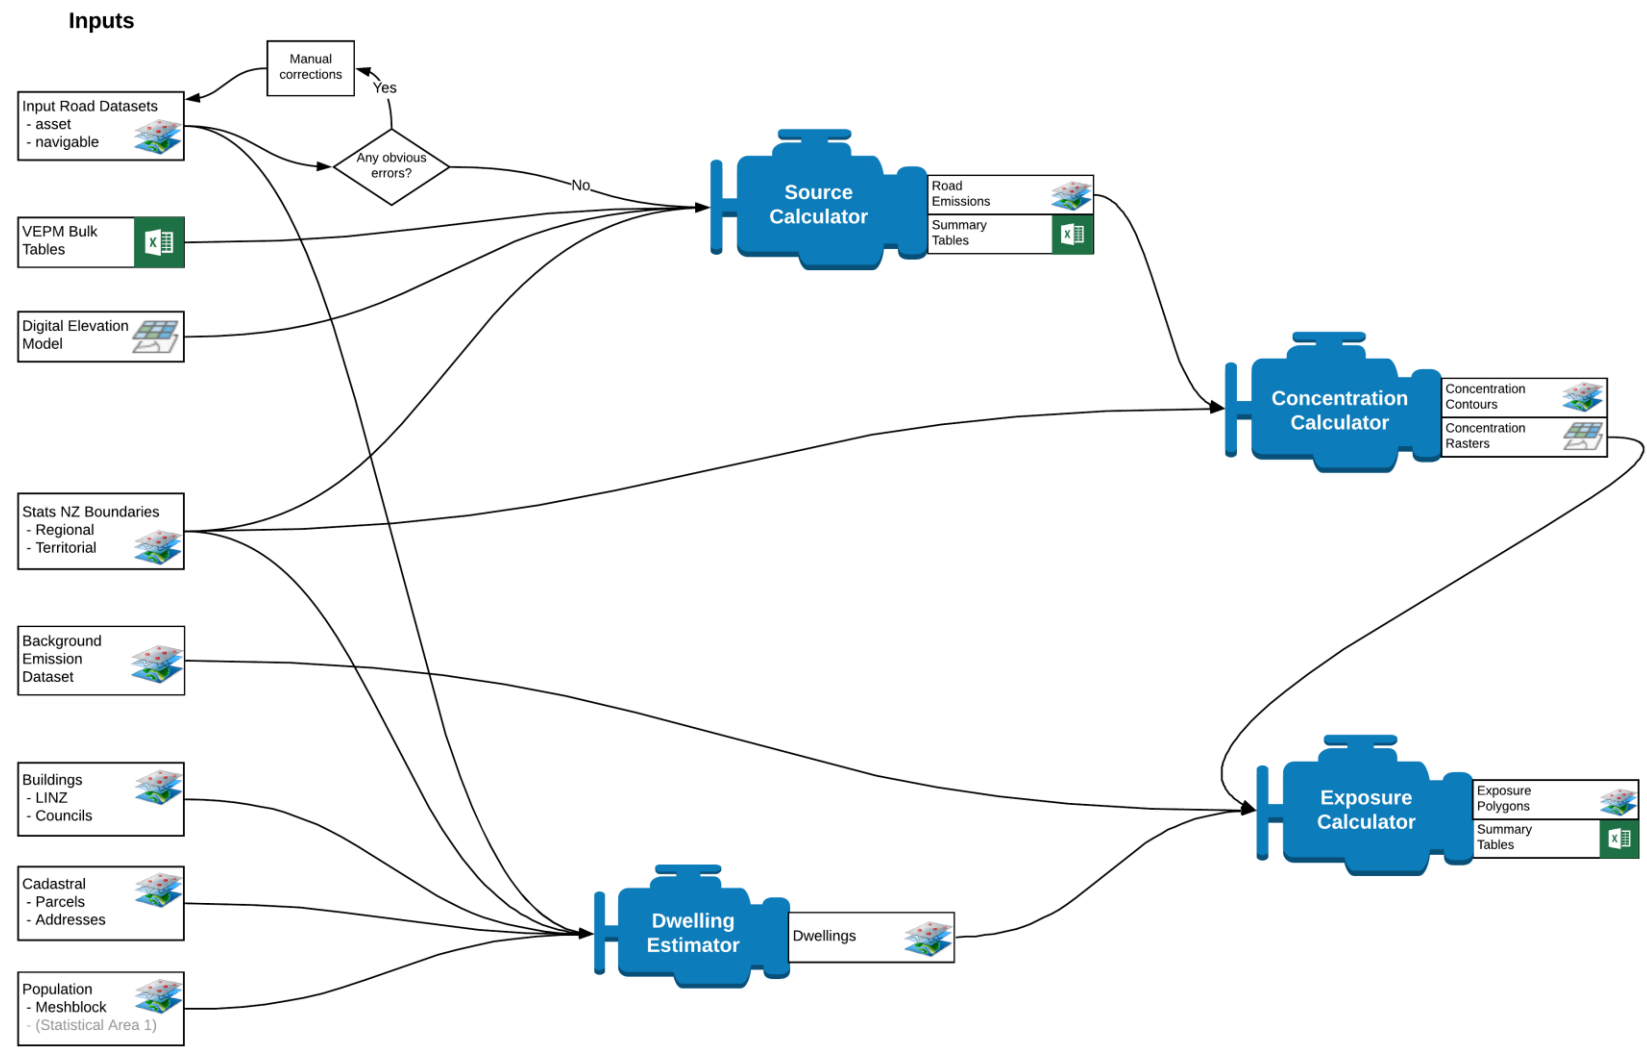 Inputs
Manual
corrections
Yes
Input Road Datasets
- asset
- navigable
Any obvious
errors?
No
Source
Calculator
Road
Emissions
Summary
Tables
VEPM Bulk
Tables
X
X
Digital Elevation
Model
Concentration
Calculator
Concentration
Contours
Concentration
Rasters
Stats NZ Boundaries
- Regional
- Territorial
Background
Emission
Dataset
Buildings
- LINZ
- Councils
Exposure
Calculator
Exposure
Polygons
Summary
Tables
X
Cadastral
- Parcels
- Addresses
Dwelling
Estimator
Dwellings
Population
- Meshblock
- (Statistical Area 1)